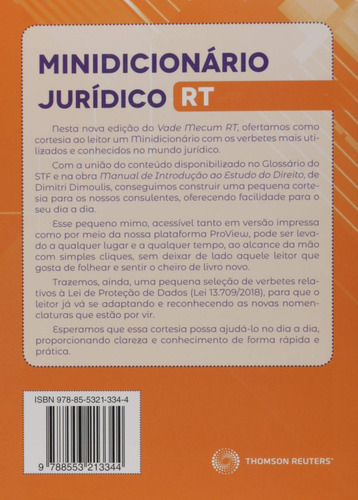 MINIDICIONÁRIO
JURÍDICO RT
Nesta nova edição do Vade Mecum RT, ofertamos como
cortesia ao leitor um Minidicionário com os verbetes mais uti-
lizados e conhecidos no mundo jurídico.
Com a união do conteúdo disponibilizado no Glossário do
STF e na obra Manual de Introdução ao Estudo do Direito, de
Dimitri Dimoulis, conseguimos construir uma pequena corte-
sia para os nossos consulentes, oferecendo facilidade para o
seu dia a dia.
Esse pequeno mimo, acessível tanto em versão impressa
como por meio da nossa plataforma ProView, pode ser leva-
do a qualquer lugar e a qualquer tempo, ao alcance da mão
com simples cliques, sem deixar de lado aquele leitor que
gosta de folhear e sentir o cheiro de livro novo.
Trazemos, ainda, uma pequena seleção de verbetes rela-
tivos à Lei de Proteção de Dados (Lei 13.709/2018), para que o
leitor já vá se adaptando e reconhecendo as novas nomen-
claturas que estão por vir.
Esperamos que essa cortesia possa ajudá-lo no dia a dia,
proporcionando clareza e conhecimento de forma rápida e
prática.
ISBN 978-85-5321-334-4
9 788553 213344
THOMSON REUTERS®